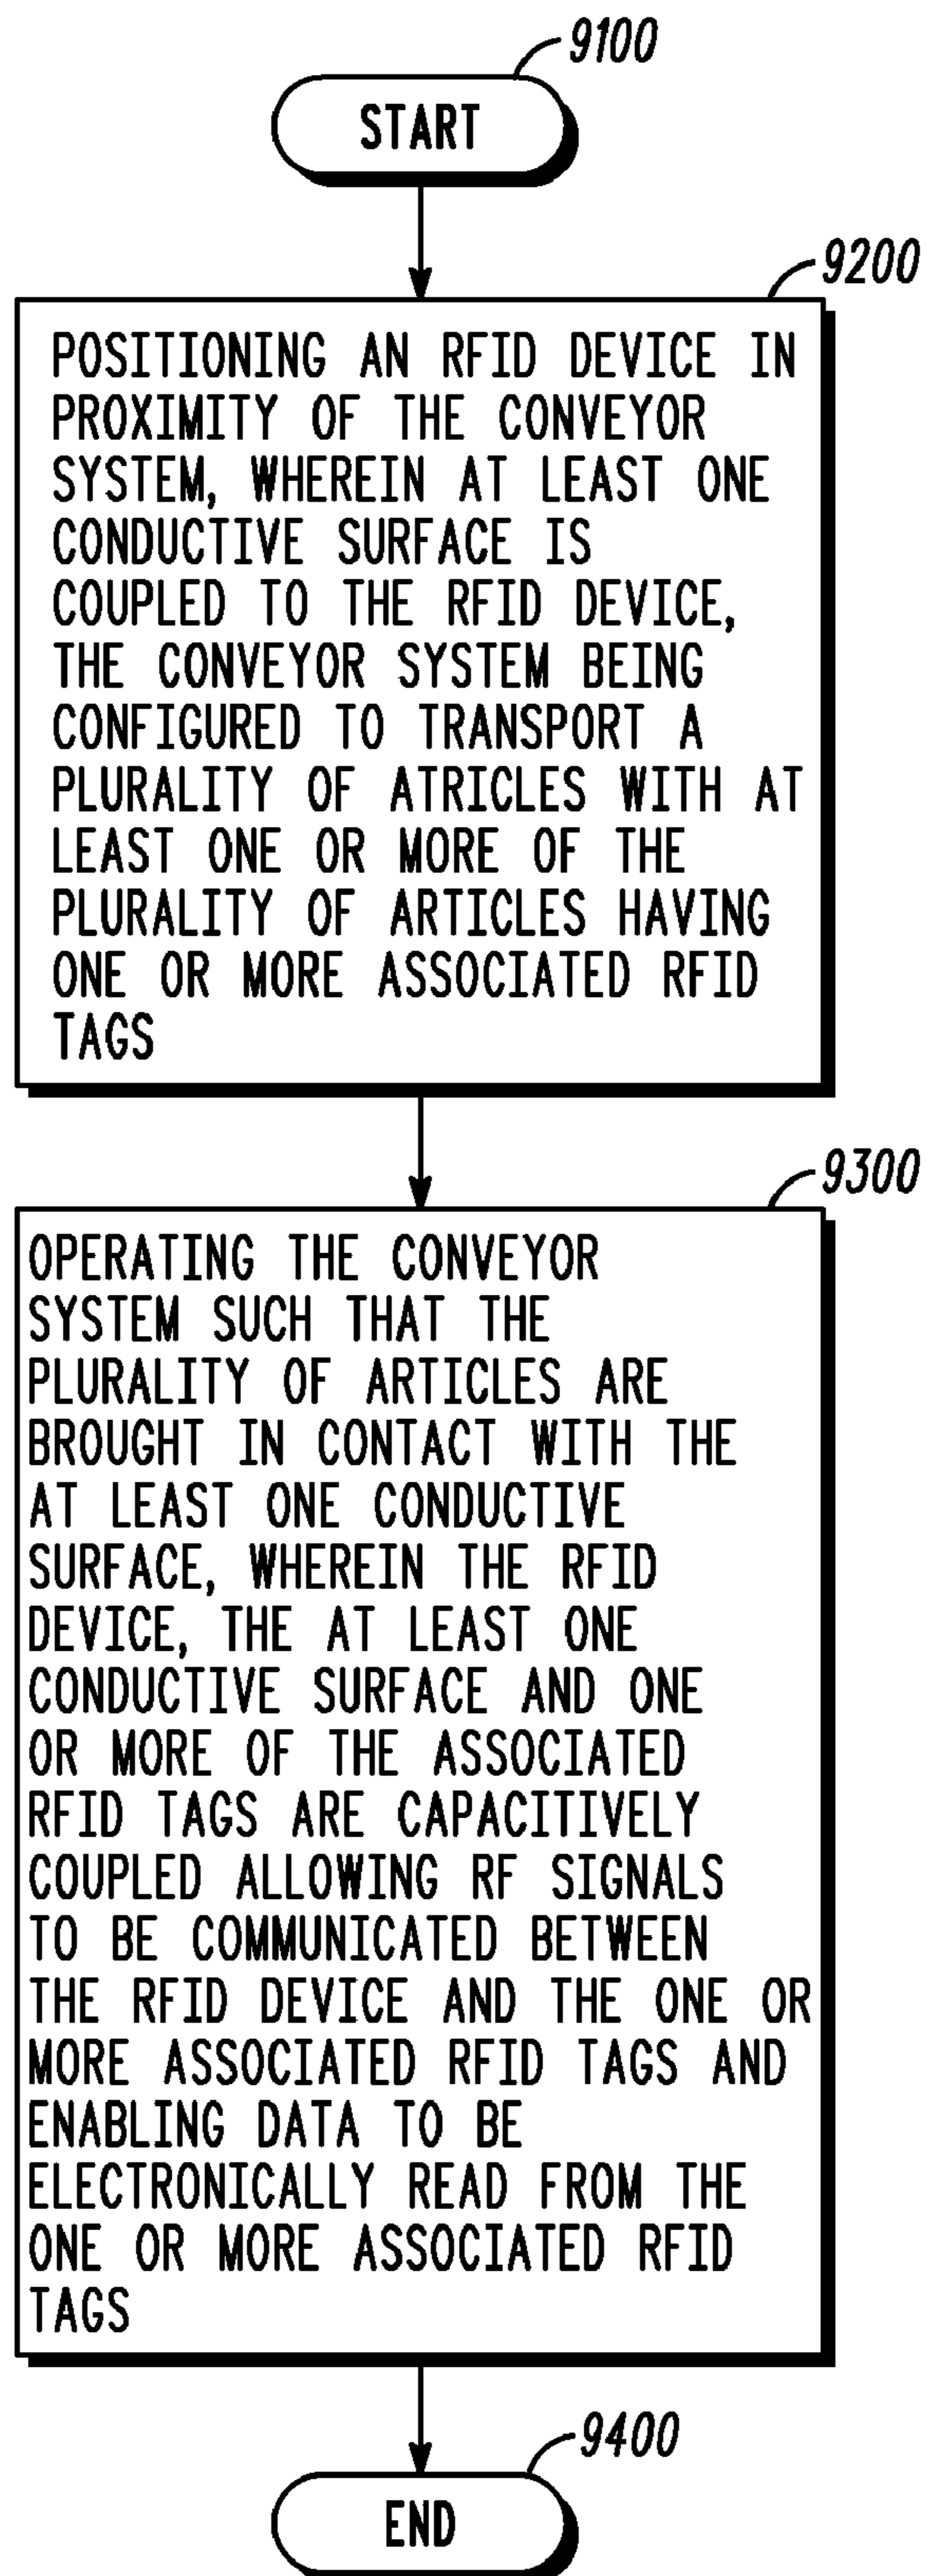 9100
START
9200
POSITIONING AN RFID DEVICE IN
PROXIMITY OF THE CONVEYOR
SYSTEM, WHEREIN AT LEAST ONE
CONDUCTIVE SURFACE IS
COUPLED TO THE RFID DEVICE,
THE CONVEYOR SYSTEM BEING
CONFIGURED TO TRANSPORT A
PLURALITY OF ATRICLES WITH AT
LEAST ONE OR MORE OF THE
PLURALITY OF ARTICLES HAVING
ONE OR MORE ASSOCIATED RFID
TAGS
9300
OPERATING THE CONVEYOR
SYSTEM SUCH THAT THE
PLURALITY OF ARTICLES ARE
BROUGHT IN CONTACT WITH THE
AT LEAST ONE CONDUCTIVE
SURFACE, WHEREIN THE RFID
DEVICE, THE AT LEAST ONE
CONDUCTIVE SURFACE AND ONE
OR MORE OF THE ASSOCIATED
RFID TAGS ARE CAPACITIVELY
COUPLED ALLOWING RF SIGNALS
TO BE COMMUNICATED BETWEEN
THE RFID DEVICE AND THE ONE OR
MORE ASSOCIATED RFID TAGS AND
ENABLING DATA TO BE
ELECTRONICALLY READ FROM THE
ONE OR MORE ASSOCIATED RFID
TAGS
9400
END